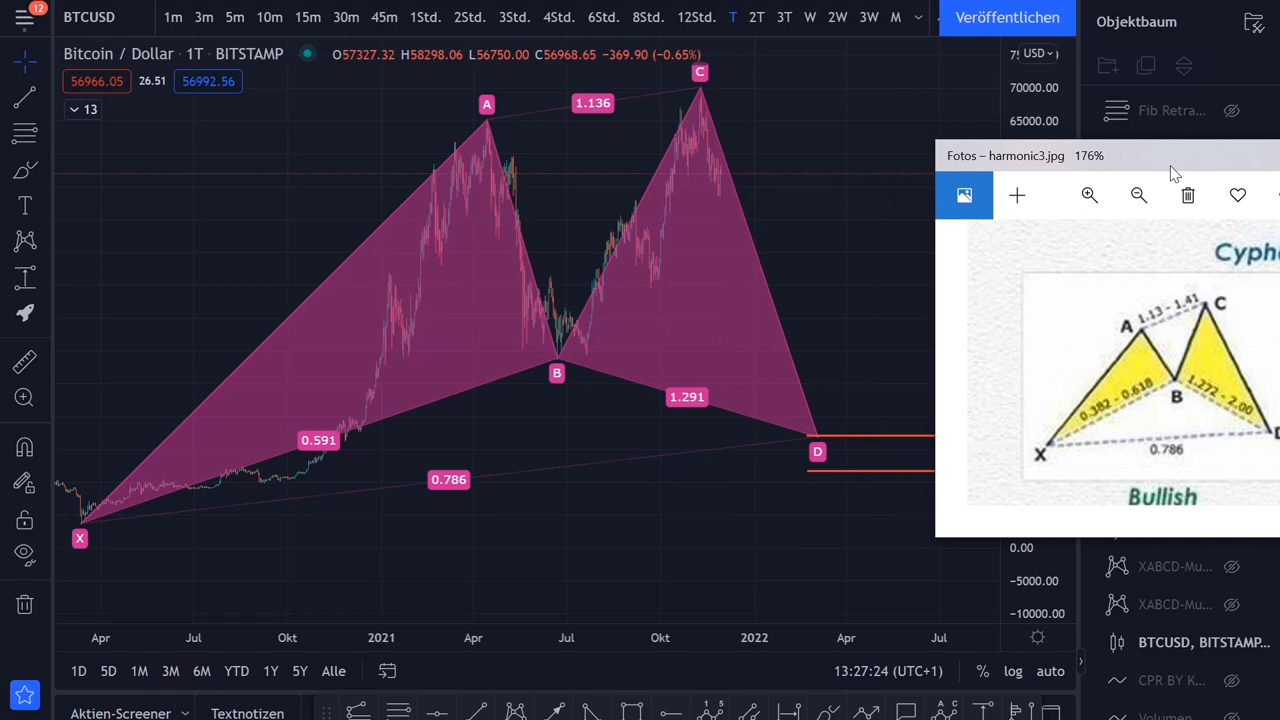 12
BTCUSD 1m 3m 5m 10m 15m 30m 45m 1Std. 2Std. 3Std. 4Std. 6Std. 8Std. 12Std. T 2T 3T W 2W 3W M Veröffentlichen Objektbaum
Bitcoin / Dollar · 1T · BITSTAMP O57327.32 H58298.06 L56750.00 C56968.15 −369.90 (−0.65%) USD
56966.05 26.51 56992.56
13
70000.00
65000.00
Fib Retra...
Fotos – harmonic3.jpg 176%
A
1.136
C
B
1.291
0.591
0.786
D
X
Bullish
A
1.13 - 1.41
C
0.382 - 0.618
B
1.272 - 2.00
X
0.786
0.00
−5000.00
−10000.00
XABCD-Mu...
XABCD-Mu...
BTCUSD, BITSTAMP...
CPR BY K...
Apr Jul Okt 2021 Apr Jul Okt 2022 Apr Jul
1D 5D 1M 3M 6M YTD 1Y 5Y Alle 13:27:24 (UTC+1) % log auto
Aktien-Screener Textnotizen